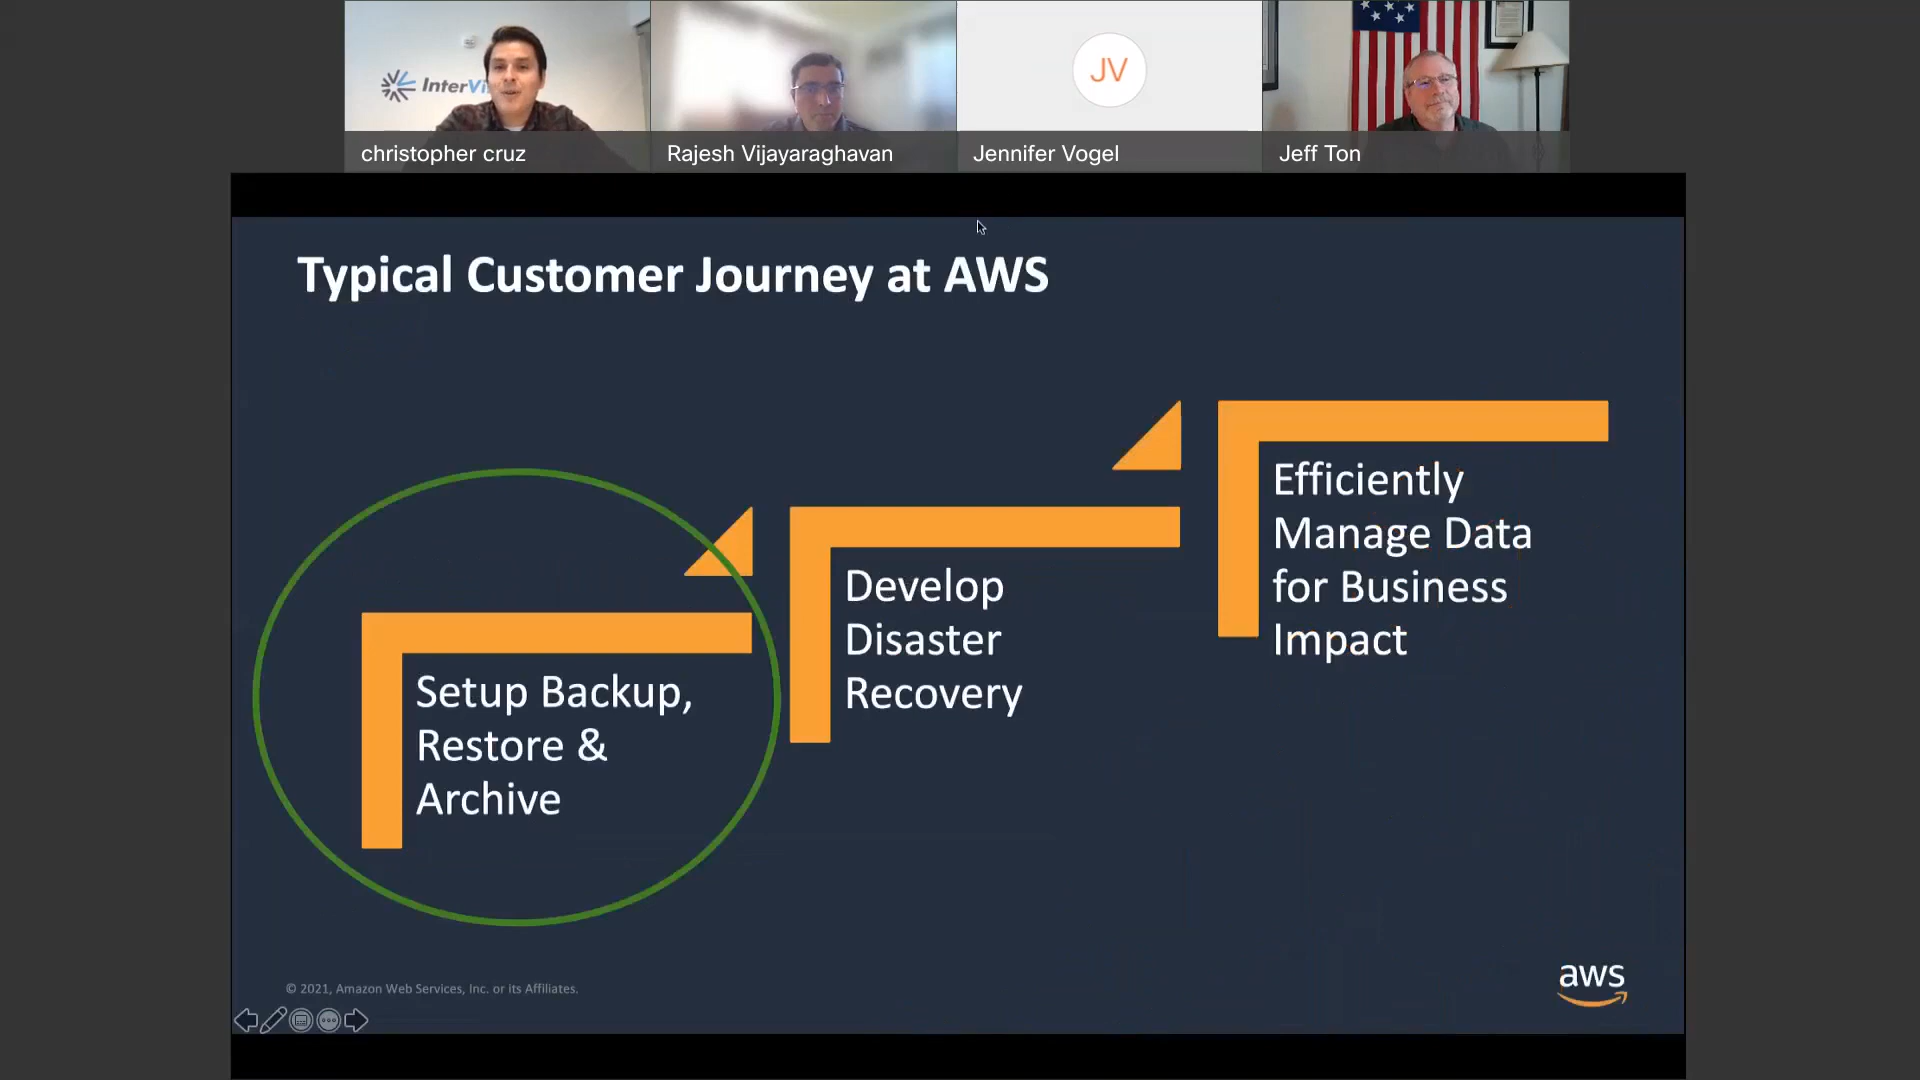 InterVi
JV
christopher cruz
Rajesh Vijayaraghavan
Jennifer Vogel
Jeff Ton
Typical Customer Journey at AWS
Setup Backup,
Restore &
Archive
Develop
Disaster
Recovery
Efficiently
Manage Data
for Business
Impact
© 2021, Amazon Web Services, Inc. or its Affiliates.
aws